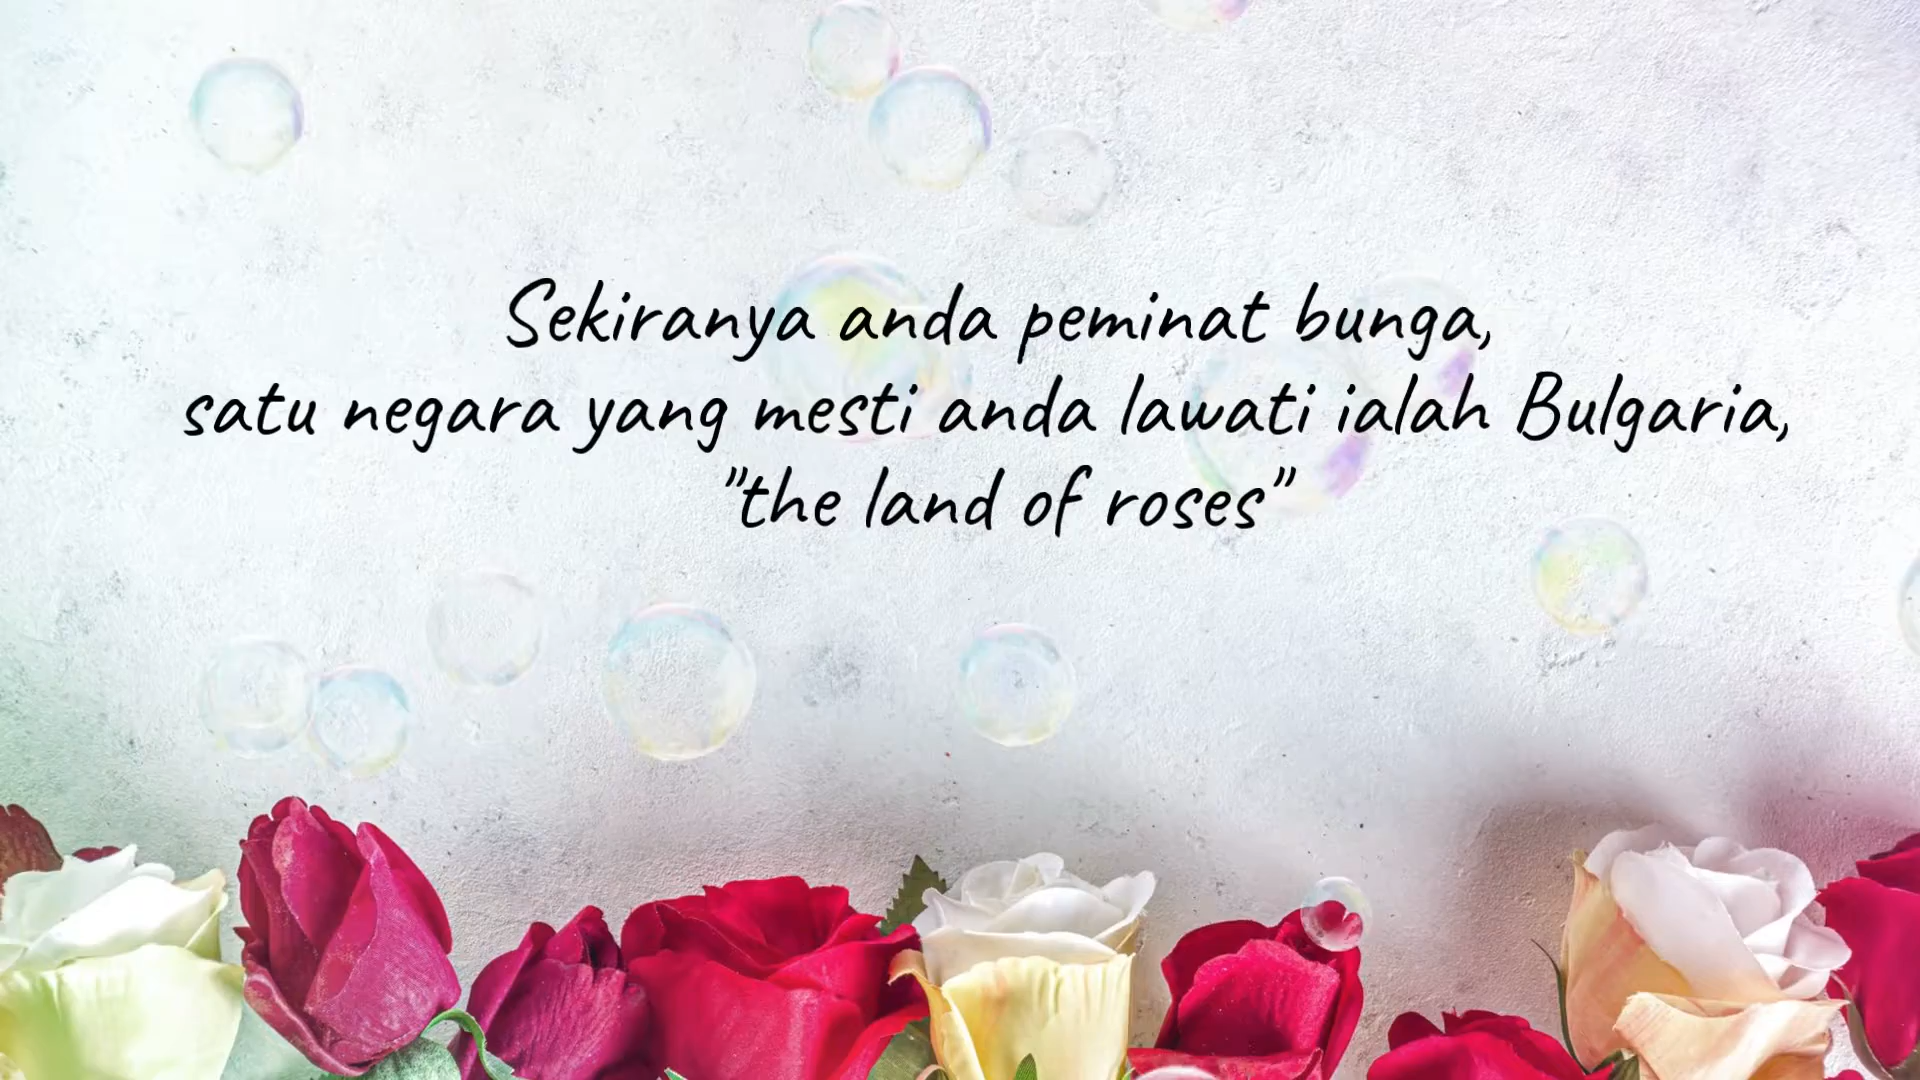 Sekiranya anda peminat bunga,
satu negara yang mesti anda lawati ialah Bulgaria,
"the land of roses"